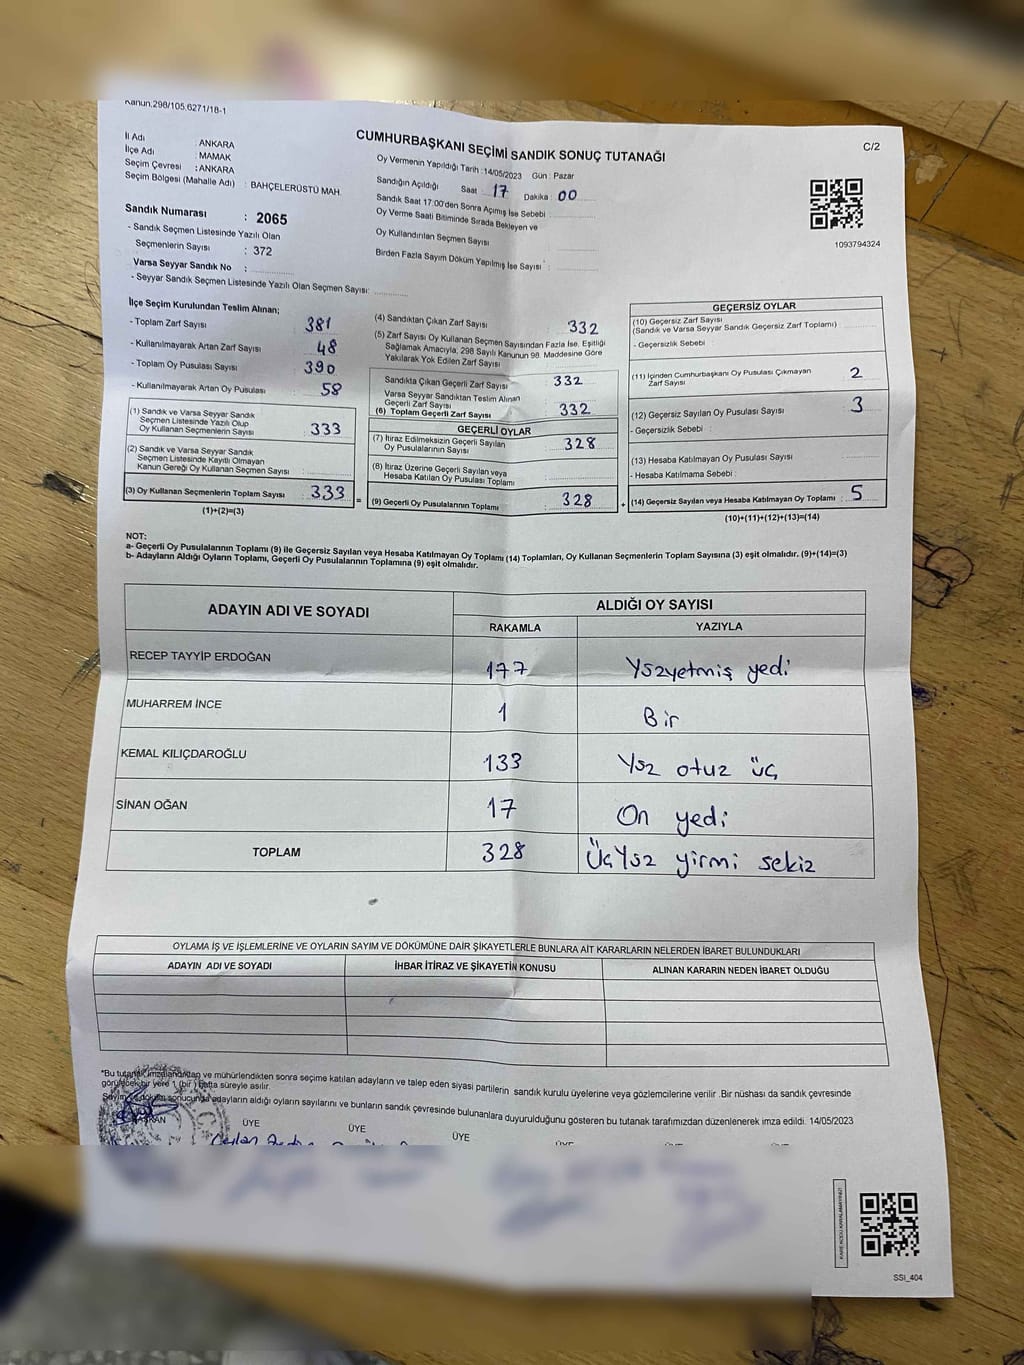 Kanun.298/105.6271/18-1
C/2
CUMHURBAŞKANI SEÇİMİ SANDIK SONUÇ TUTANAĞI
İl Adı : ANKARA
İlçe Adı : MAMAK
Seçim Çevresi : ANKARA
Seçim Bölgesi (Mahalle Adı) : BAHÇELERÜSTÜ MAH.
Sandık Numarası : 2065
- Sandık Seçmen Listesinde Yazılı Olan
Seçmenlerin Sayısı : 372
Varsa Seyyar Sandık No :
- Seyyar Sandık Seçmen Listesinde Yazılı Olan Seçmen Sayısı:
Oy Vermenin Yapıldığı Tarih : 14/05/2023 Gün : Pazar
Sandığın Açıldığı Saat 17 Dakika : 00
Sandık Saat 17:00'den Sonra Açımış İse Sebebi
Oy Verme Saati Bitiminde Sırada Bekleyen ve
Oy Kullandırılan Seçmen Sayısı
Birden Fazla Sayım Döküm Yapılmış İse Sayısı :
1093794324
İlçe Seçim Kurulundan Teslim Alınan;
- Toplam Zarf Sayısı 381
- Kullanılmayarak Artan Zarf Sayısı 48
- Toplam Oy Pusulası Sayısı 390
- Kullanılmayarak Artan Oy Pusulası 58
(1) Sandık ve Varsa Seyyar Sandık
Seçmen Listesinde Yazılı Olup
Oy Kullanan Seçmenlerin Sayısı 333
(2) Sandık ve Varsa Seyyar Sandık
Seçmen Listesinde Kayıtlı Olmayan
Kanun Gereği Oy Kullanan Seçmen Sayısı
(3) Oy Kullanan Seçmenlerin Toplam Sayısı 333 =
(1)+(2)=(3)
(4) Sandıktan Çıkan Zarf Sayısı 332
(5) Zarf Sayısı Oy Kullanan Seçmen Sayısından Fazla İse, Eşitliği
Sağlamak Amacıyla, 298 Sayılı Kanunun 98. Maddesine Göre
Yakılarak Yok Edilen Zarf Sayısı
Sandıkta Çıkan Geçerli Zarf Sayısı 332
Varsa Seyyar Sandıktan Teslim Alınan
Geçerli Zarf Sayısı
(6) Toplam Geçerli Zarf Sayısı 332
GEÇERLİ OYLAR
(7) İtiraz Edilmeksizin Geçerli Sayılan
Oy Pusulasının Sayısı 328
(8) İtiraz Üzerine Geçerli Sayılan veya
Hesaba Katılan Oy Pusulası Toplamı
(9) Geçerli Oy Pusulalarının Toplamı 328 +
GEÇERSİZ OYLAR
(10) Geçersiz Zarf Sayısı
(Sandık ve Varsa Seyyar Sandık Geçersiz Zarf Toplamı)
- Geçersizlik Sebebi
(11) İçinden Cumhurbaşkanı Oy Pusulası Çıkmayan
Zarf Sayısı 2
(12) Geçersiz Sayılan Oy Pusulası Sayısı 3
- Geçersizlik Sebebi :
(13) Hesaba Katılmayan Oy Pusulası Sayısı
- Hesaba Katılmama Sebebi :
(14) Geçersiz Sayılan veya Hesaba Katılmayan Oy Toplamı : 5
(10)+(11)+(12)+(13)=(14)
NOT:
a- Geçerli Oy Pusulalarının Toplamı (9) ile Geçersiz Sayılan veya Hesaba Katılmayan Oy Toplamı (14) Toplamları, Oy Kullanan Seçmenlerin Toplam Sayısına (3) eşit olmalıdır. (9)+(14)=(3)
b- Adayların Aldığı Oyların Toplamı, Geçerli Oy Pusulalarının Toplamına (9) eşit olmalıdır.
ADAYIN ADI VE SOYADI
ALDIĞI OY SAYISI
RAKAMLA YAZIYLA
RECEP TAYYİP ERDOĞAN 177 Yüzyetmiş yedi
MUHARREM İNCE 1 Bir
KEMAL KILIÇDAROĞLU 133 Yüz otuz üç
SİNAN OĞAN 17 On yedi
TOPLAM 328 ÜçYüz yirmi sekiz
OYLAMA İŞ VE İŞLEMLERİNE VE OYLARIN SAYIM VE DÖKÜMÜNE DAİR ŞİKAYETLERLE BUNLARA AİT KARARLARIN NELERDEN İBARET BULUNDUKLARI
ADAYIN ADI VE SOYADI İHBAR İTİRAZ VE ŞİKAYETİN KONUSU ALINAN KARARIN NEDEN İBARET OLDUĞU
*Bu tutanak imzalandıktan ve mühürlendikten sonra seçime katılan adayların ve talep eden siyasi partilerin sandık kurulu üyelerine veya gözlemcilerine verilir .Bir nüshası da sandık çevresinde
görülecek bir yere 1 (bir) hafta süreyle asılır.
Sayım ve döküm sonucunda adayların aldığı oyların sayılarını ve bunların sandık çevresinde bulunanlara duyurulduğunu gösteren bu tutanak tarafımızdan düzenlenerek imza edildi. 14/05/2023
BAŞKAN ÜYE ÜYE ÜYE
SSI_404